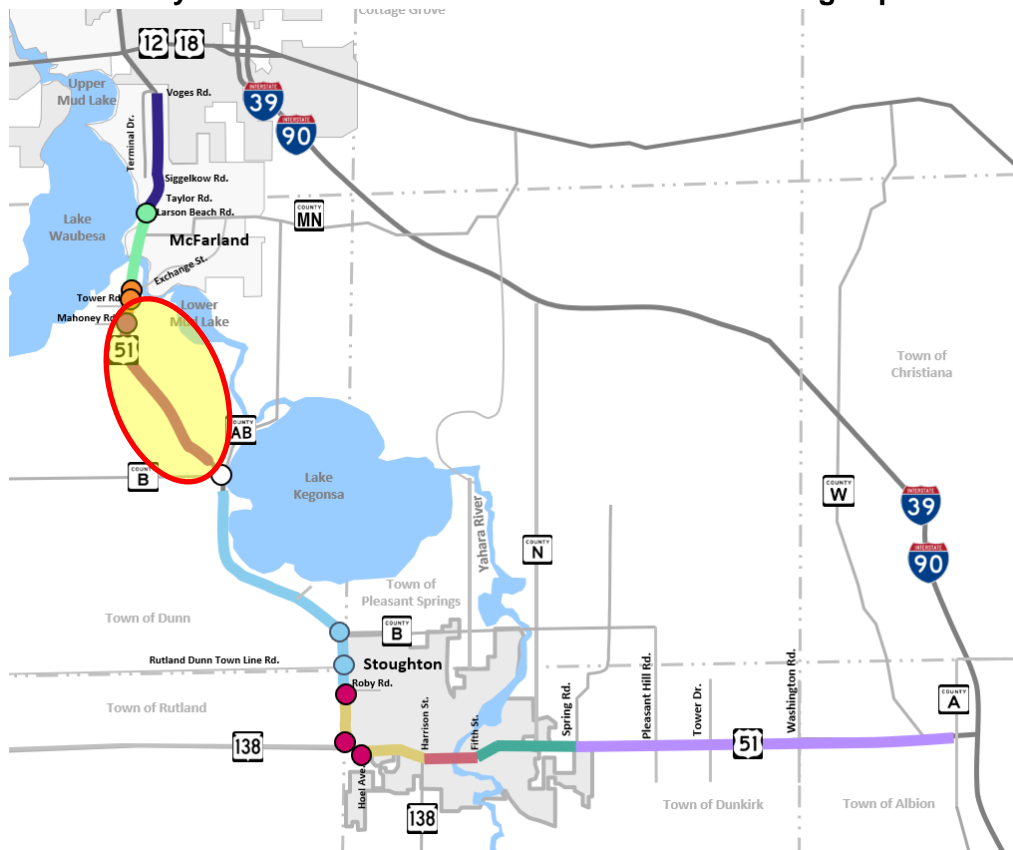 Cottage Grove
12 18
Upper
Mud Lake
Voges Rd.
INTERSTATE
39
INTERSTATE
90
Terminal Dr.
Siggelkow Rd.
Taylor Rd.
Larson Beach Rd.
COUNTY
MN
Lake
Waubesa
McFarland
Exchange St.
Tower Rd
Lower
Mud Lake
Mahoney Rd
51
Town of
Christiana
COUNTY
AB
COUNTY
B
Lake
Kegonsa
COUNTY
W
INTERSTATE
39
INTERSTATE
90
Yahara River
COUNTY
N
Town of
Pleasant Springs
Town of Dunn
COUNTY
B
Rutland Dunn Town Line Rd.
Stoughton
Roby Rd.
Town of Rutland
Harrison St.
Fifth St.
Spring Rd.
Pleasant Hill Rd.
Tower Dr.
Washington Rd.
COUNTY
A
138
51
Hoel Ave.
138
Town of Dunkirk
Town of Albion